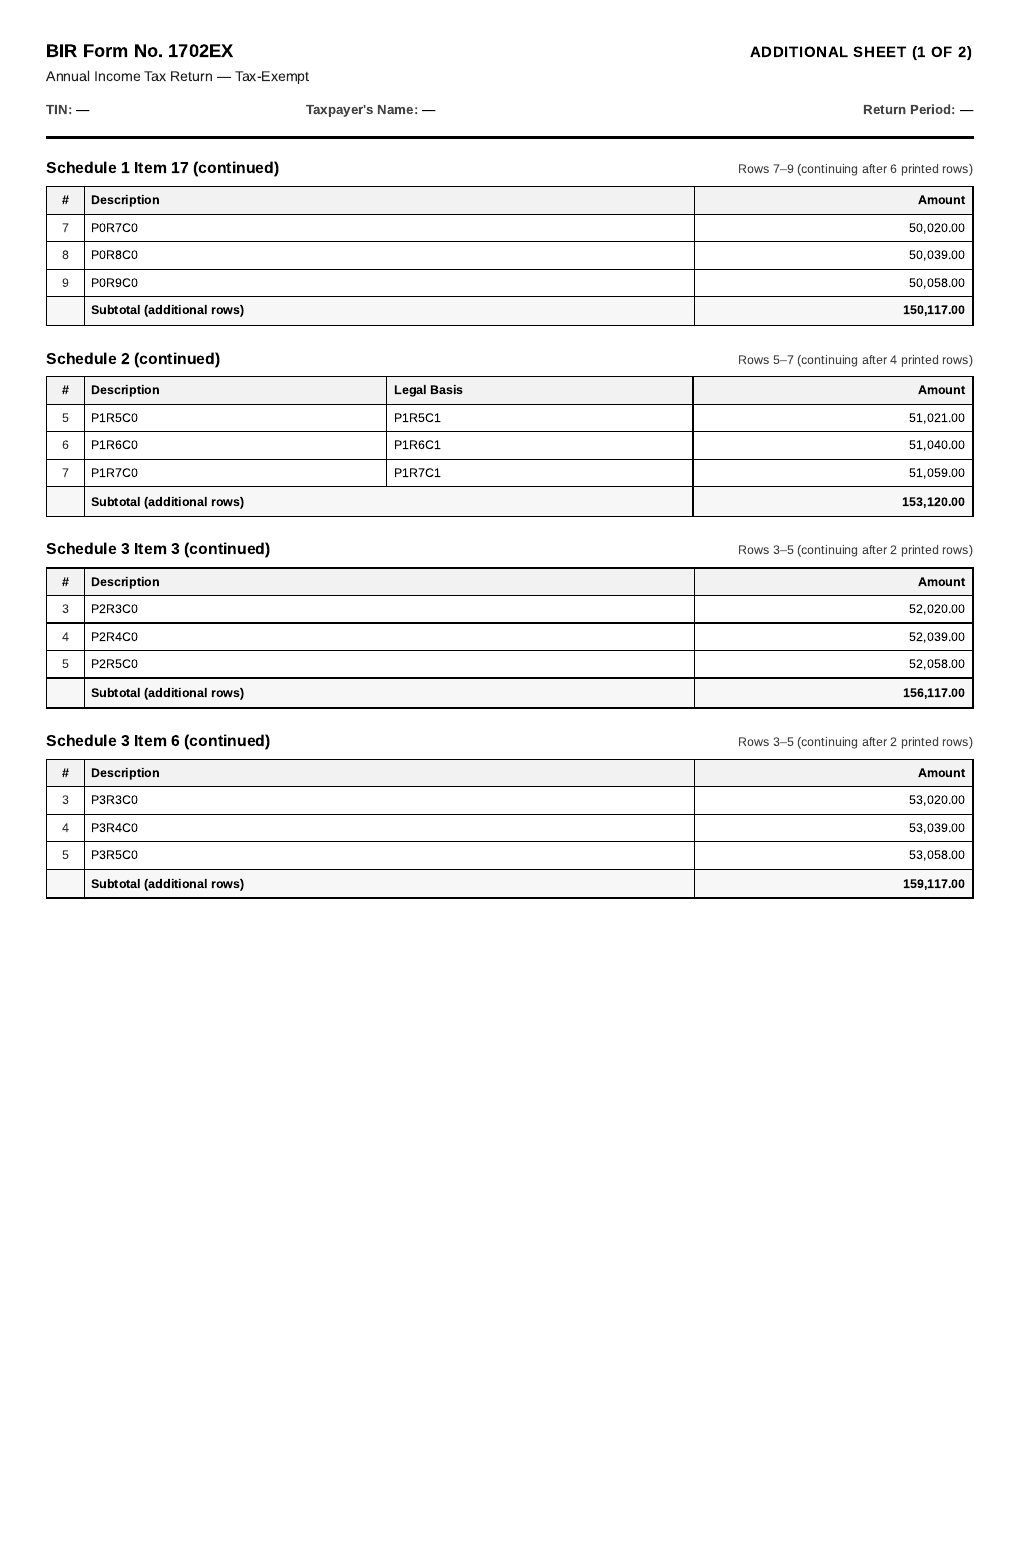 BIR Form No. 1702EX
ADDITIONAL SHEET (1 OF 2)
Annual Income Tax Return — Tax-Exempt
TIN: — Taxpayer's Name: — Return Period: —
Schedule 1 Item 17 (continued) Rows 7–9 (continuing after 6 printed rows)
# Description Amount
7 P0R7C0 50,020.00
8 P0R8C0 50,039.00
9 P0R9C0 50,058.00
Subtotal (additional rows) 150,117.00
Schedule 2 (continued) Rows 5–7 (continuing after 4 printed rows)
# Description Legal Basis Amount
5 P1R5C0 P1R5C1 51,021.00
6 P1R6C0 P1R6C1 51,040.00
7 P1R7C0 P1R7C1 51,059.00
Subtotal (additional rows) 153,120.00
Schedule 3 Item 3 (continued) Rows 3–5 (continuing after 2 printed rows)
# Description Amount
3 P2R3C0 52,020.00
4 P2R4C0 52,039.00
5 P2R5C0 52,058.00
Subtotal (additional rows) 156,117.00
Schedule 3 Item 6 (continued) Rows 3–5 (continuing after 2 printed rows)
# Description Amount
3 P3R3C0 53,020.00
4 P3R4C0 53,039.00
5 P3R5C0 53,058.00
Subtotal (additional rows) 159,117.00